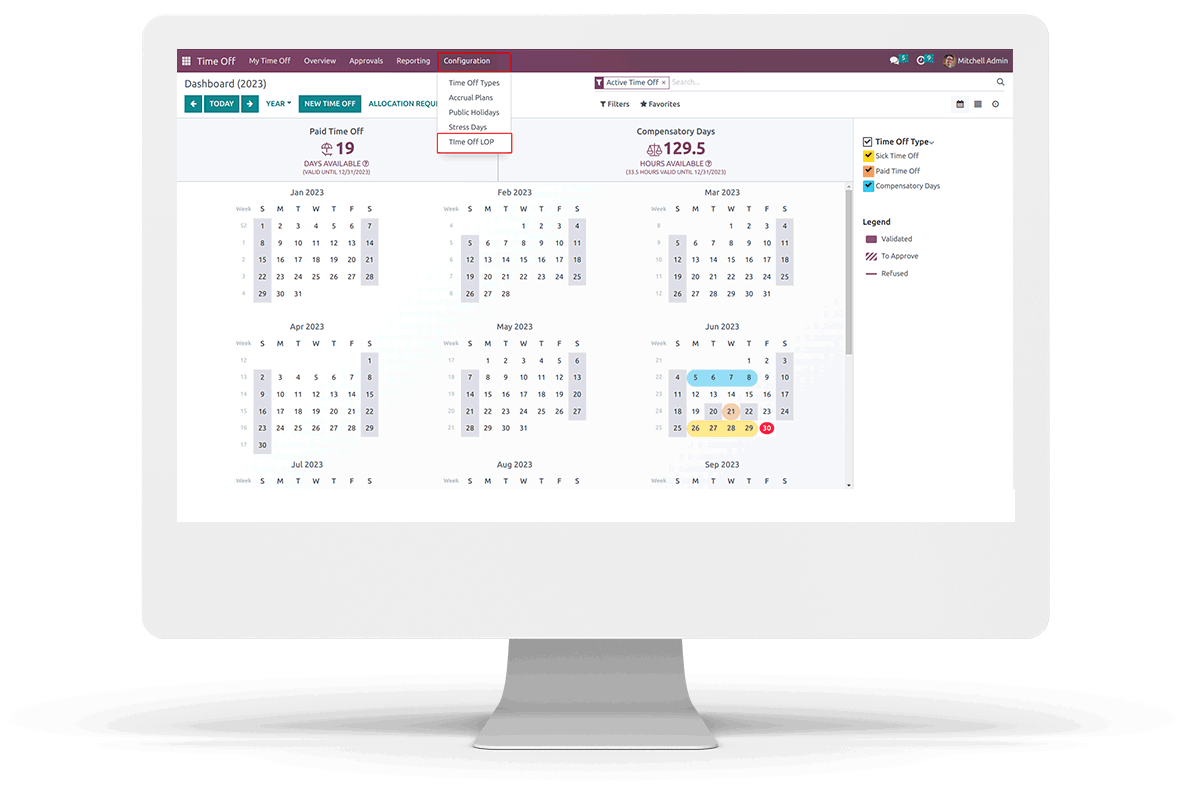 Time Off My Time Off Overview Approvals Reporting Configuration 5 9 Mitchell Admin
Dashboard (2023)
Active Time Off × Search...
TODAY YEAR NEW TIME OFF ALLOCATION REQU
Filters Favorites
Time Off Types
Accrual Plans
Public Holidays
Stress Days
TIme Off LOP
Paid Time Off
19
DAYS AVAILABLE
(VALID UNTIL 12/31/2023)
Compensatory Days
129.5
HOURS AVAILABLE
(33.5 HOURS VALID UNTIL 12/31/2023)
Jan 2023
Week S M T W T F S
52 1 2 3 4 5 6 7
1 8 9 10 11 12 13 14
2 15 16 17 18 19 20 21
3 22 23 24 25 26 27 28
4 29 30 31
Feb 2023
Week S M T W T F S
4 1 2 3 4
5 5 6 7 8 9 10 11
6 12 13 14 15 16 17 18
7 19 20 21 22 23 24 25
8 26 27 28
Mar 2023
Week S M T W T F S
8 1 2 3 4
9 5 6 7 8 9 10 11
10 12 13 14 15 16 17 18
11 19 20 21 22 23 24 25
12 26 27 28 29 30 31
Apr 2023
Week S M T W T F S
12 1
13 2 3 4 5 6 7 8
14 9 10 11 12 13 14 15
15 16 17 18 19 20 21 22
16 23 24 25 26 27 28 29
17 30
May 2023
Week S M T W T F S
17 1 2 3 4 5 6
18 7 8 9 10 11 12 13
19 14 15 16 17 18 19 20
20 21 22 23 24 25 26 27
21 28 29 30 31
Jun 2023
Week S M T W T F S
21 1 2 3
22 4 5 6 7 8 9 10
23 11 12 13 14 15 16 17
24 18 19 20 21 22 23 24
25 25 26 27 28 29 30
Jul 2023
Week S M T W T F S
Aug 2023
Week S M T W T F S
Sep 2023
Week S M T W T F S
Time Off Type
Sick Time Off
Paid Time Off
Compensatory Days
Legend
Validated
To Approve
Refused